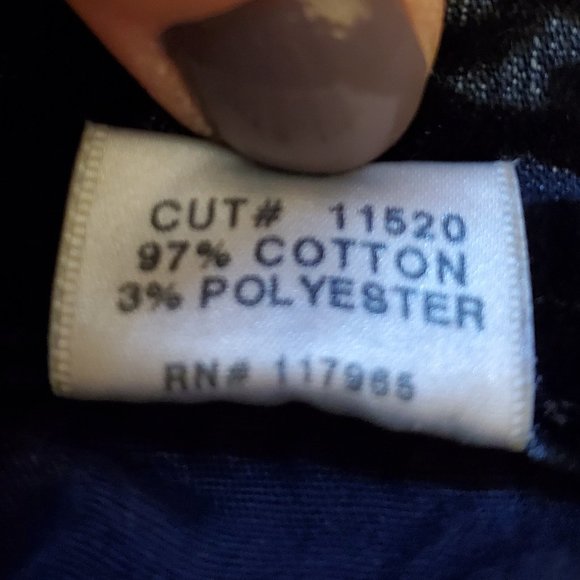 CUT# 11520
97% COTTON
3% POLYESTER
RN# 117965